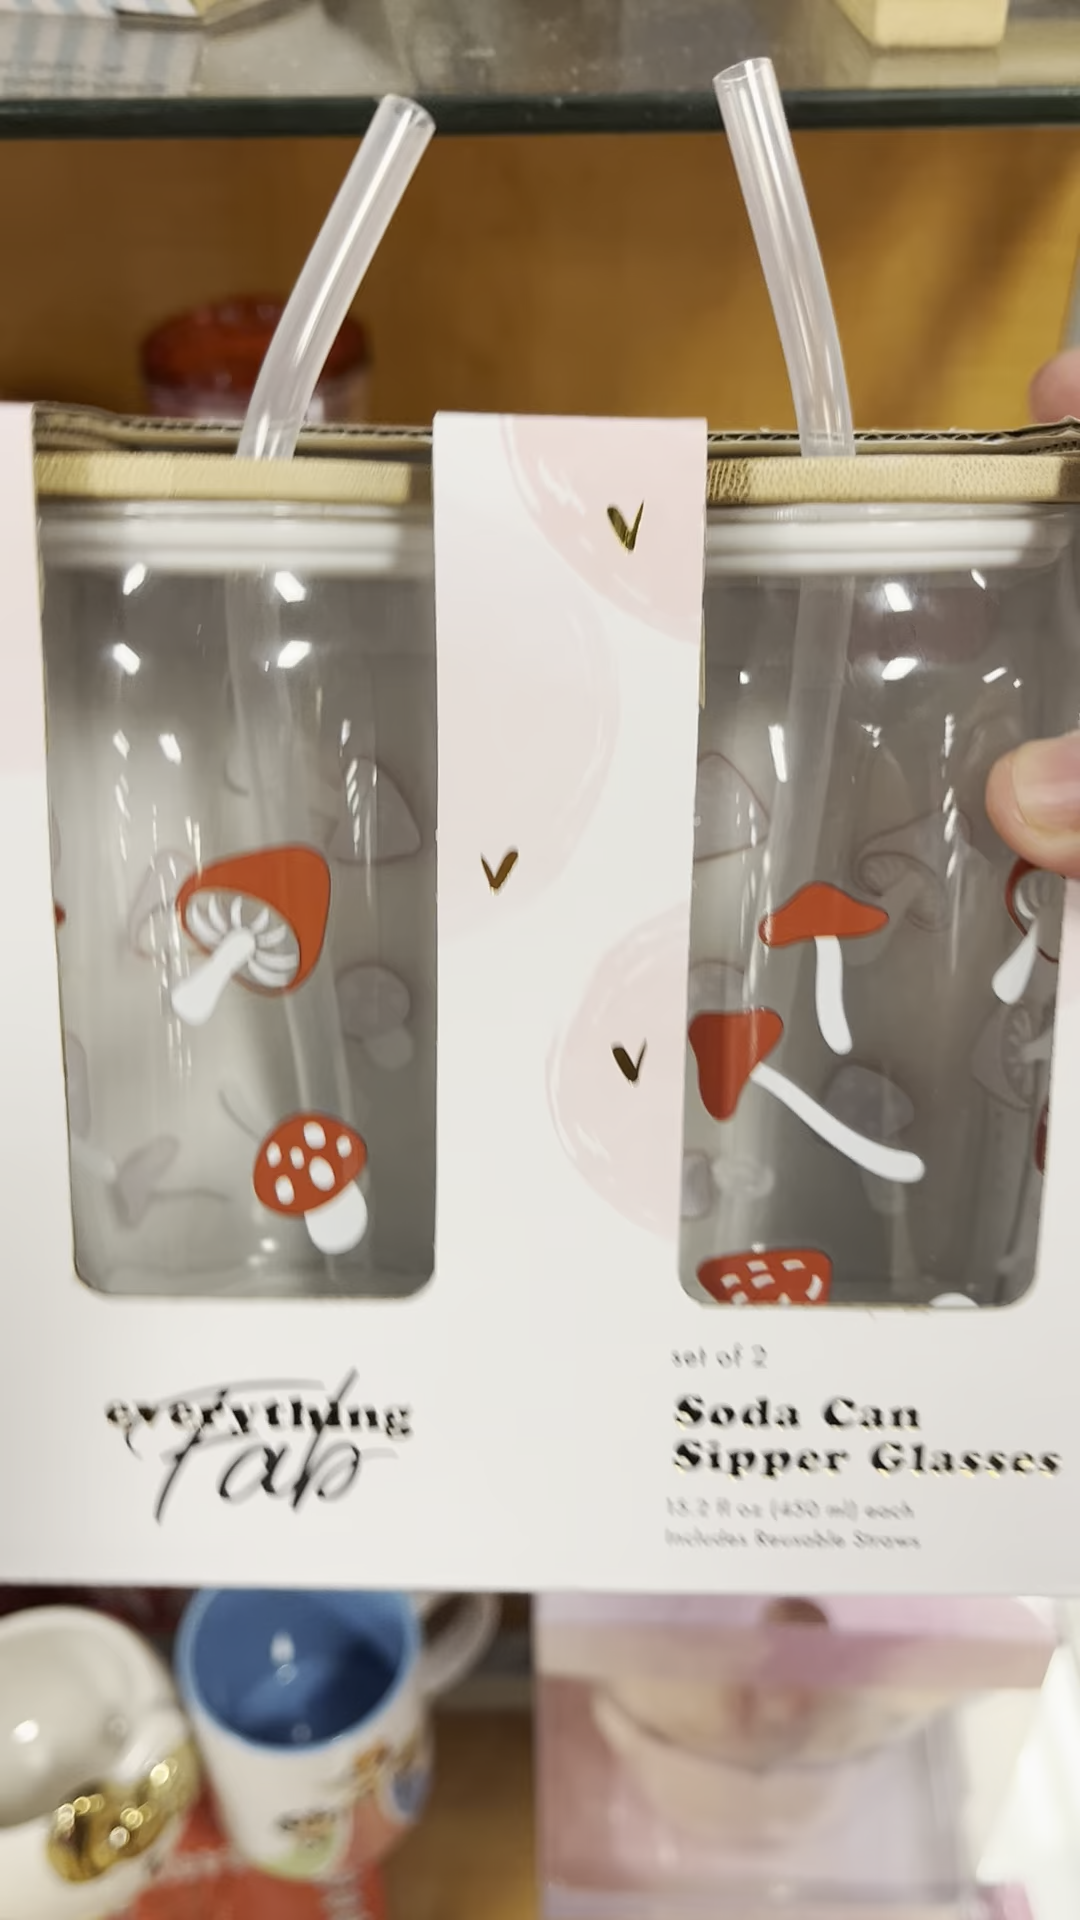 everything
Fab
set of 2
Soda Can
Sipper Glasses
15.2 fl oz (450 ml) each
Includes Reusable Straws